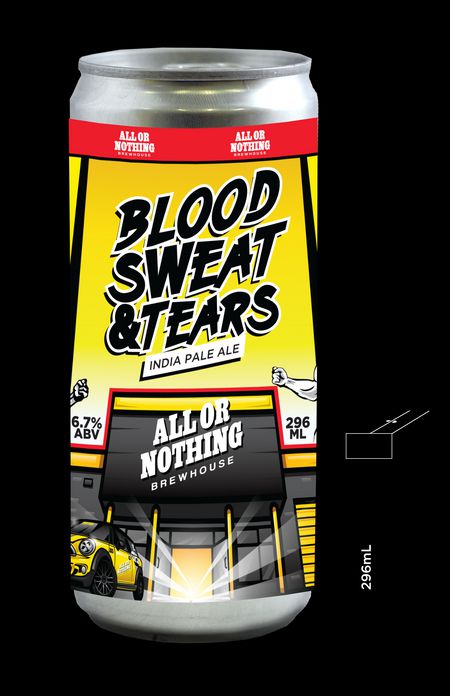 ALL OR
NOTHING
BREWHOUSE
ALL OR
NOTHING
BREWHOUSE
BLOOD
SWEAT
&TEARS
INDIA PALE ALE
6.7%
ABV
296
ML
ALL OR
NOTHING
BREWHOUSE
296mL